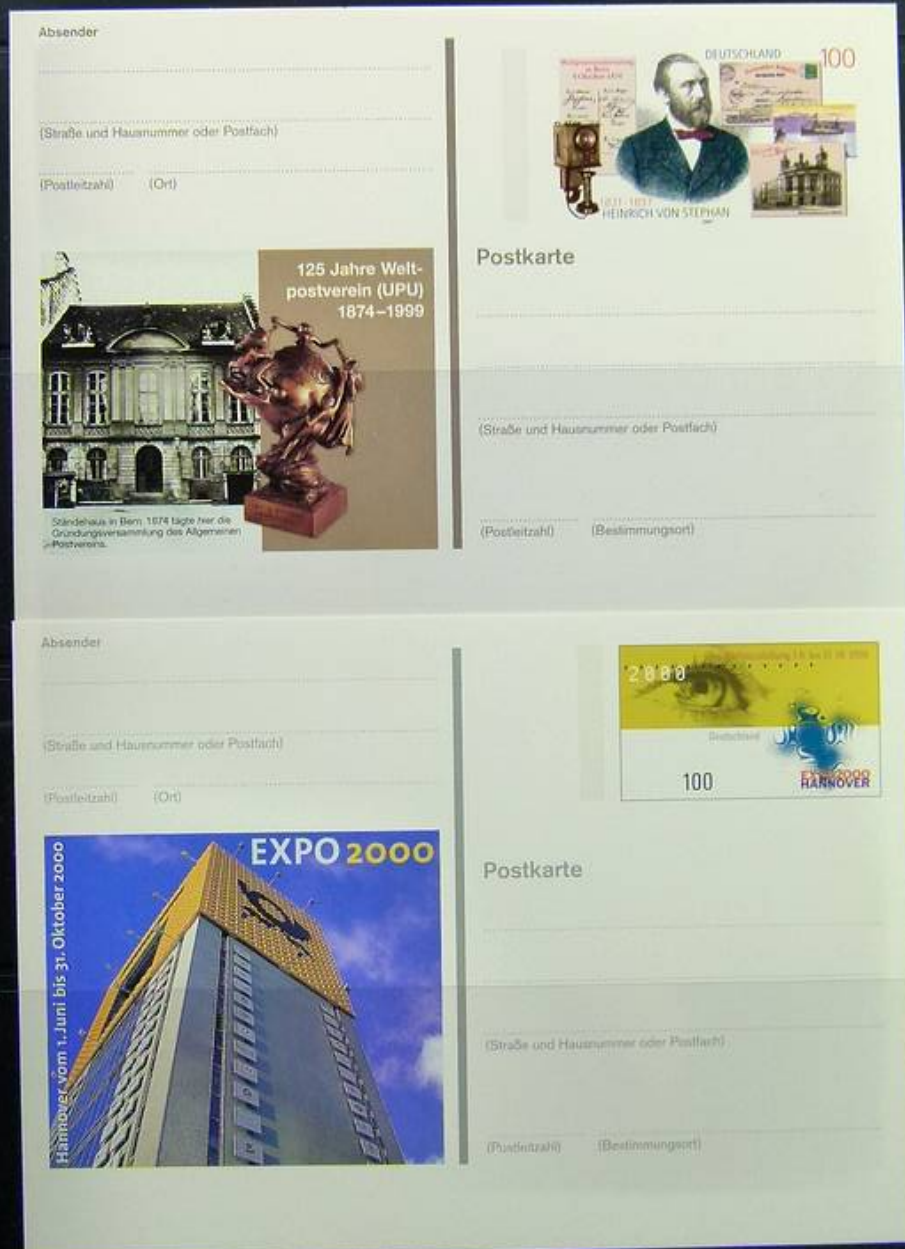 Absender
(Straße und Hausnummer oder Postfach)
(Postleitzahl) (Ort)
125 Jahre Welt-
postverein (UPU)
1874–1999
Ständehaus in Bern. 1874 tagte hier die
Gründungsversammlung des Allgemeinen
Postvereins.
DEUTSCHLAND 100
1831-1897
HEINRICH VON STEPHAN
Postkarte
(Straße und Hausnummer oder Postfach)
(Postleitzahl) (Bestimmungsort)
Absender
(Straße und Hausnummer oder Postfach)
(Postleitzahl) (Ort)
EXPO 2000
Hannover vom 1. Juni bis 31. Oktober 2000
2000
Deutschland
100
EXPO2000
HANNOVER
Postkarte
(Straße und Hausnummer oder Postfach)
(Postleitzahl) (Bestimmungsort)